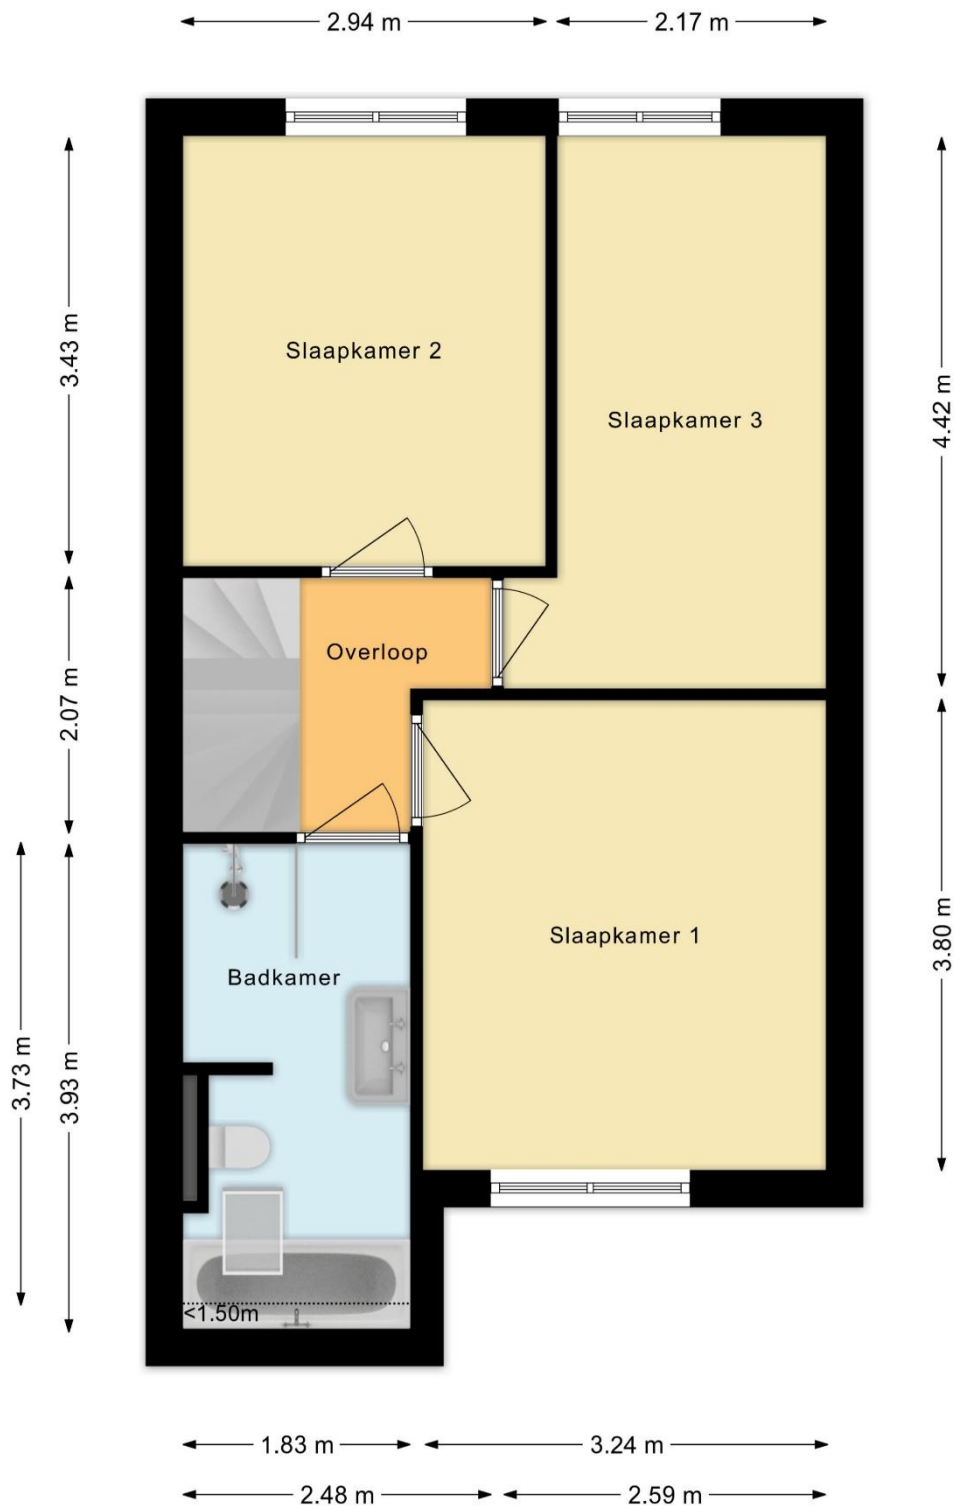 2.94 m
2.17 m
3.43 m
Slaapkamer 2
4.42 m
Slaapkamer 3
Overloop
2.07 m
3.80 m
Slaapkamer 1
Badkamer
3.73 m
3.93 m
<1.50m
1.83 m
3.24 m
2.48 m
2.59 m